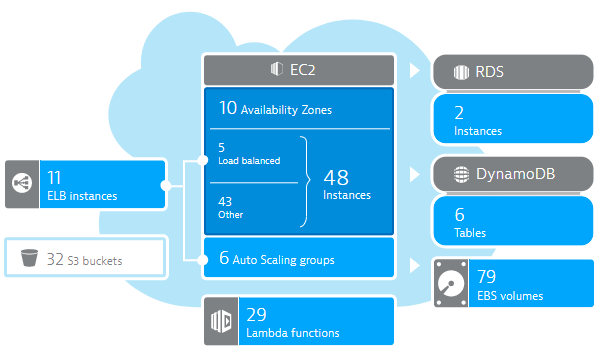 EC2
RDS
10 Availability Zones
2
Instances
5
Load balanced
48
Instances
43
Other
11
ELB instances
DynamoDB
6
Tables
32 S3 buckets
6 Auto Scaling groups
79
EBS volumes
29
Lambda functions